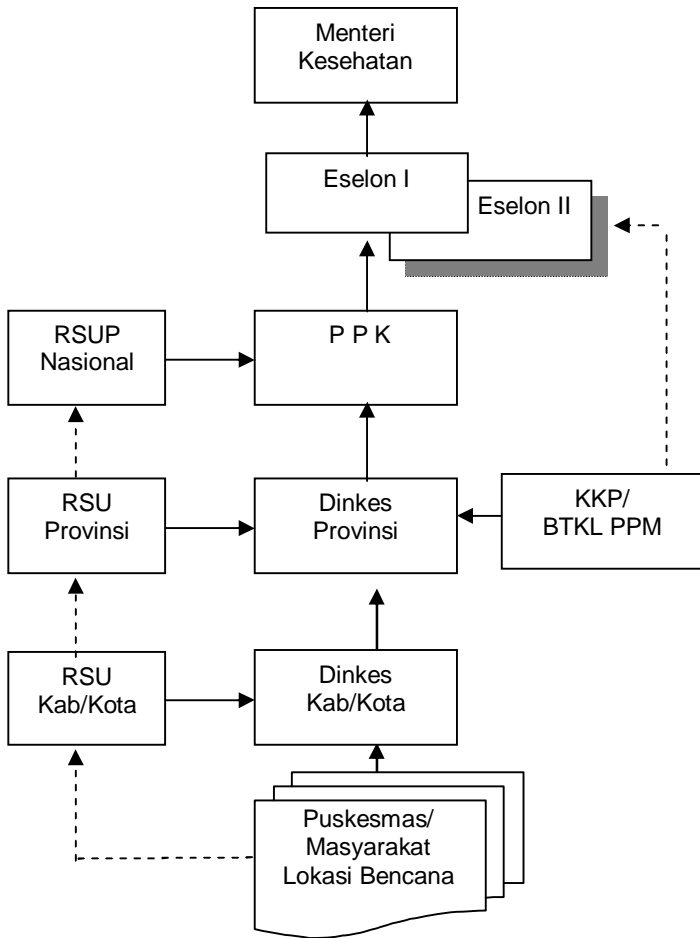 Menteri
Kesehatan
Eselon I
Eselon II
RSUP
Nasional
P P K
RSU
Provinsi
Dinkes
Provinsi
KKP/
BTKL PPM
RSU
Kab/Kota
Dinkes
Kab/Kota
Puskesmas/
Masyarakat
Lokasi Bencana